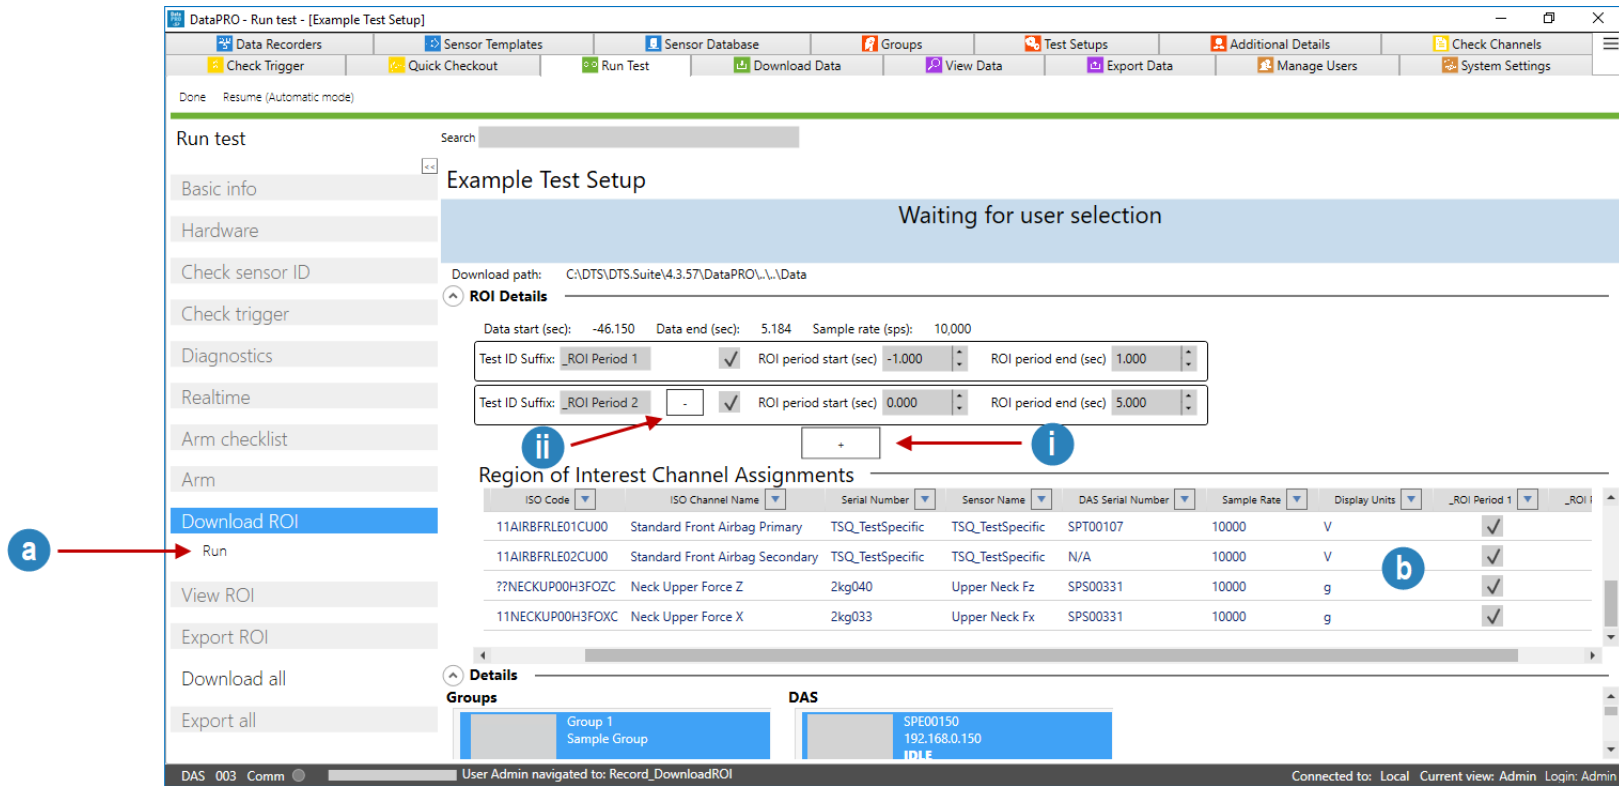 DataPRO - Run test - [Example Test Setup]
Data Recorders Sensor Templates Sensor Database Groups Test Setups Additional Details Check Channels
Check Trigger Quick Checkout Run Test Download Data View Data Export Data Manage Users System Settings
Done Resume (Automatic mode)
Run test
Search
<<
Example Test Setup
Basic info
Waiting for user selection
Hardware
Check sensor ID
Download path: C:\DTS\DTS.Suite\4.3.57\DataPRO\..\..\Data
ROI Details
Check trigger
Data start (sec): -46.150 Data end (sec): 5.184 Sample rate (sps): 10,000
Diagnostics
Test ID Suffix: _ROI Period 1 ROI period start (sec) -1.000 ROI period end (sec) 1.000
Realtime
Test ID Suffix: _ROI Period 2 - ROI period start (sec) 0.000 ROI period end (sec) 5.000
Arm checklist
ii
+
i
Arm
Region of Interest Channel Assignments
ISO Code ISO Channel Name Serial Number Sensor Name DAS Serial Number Sample Rate Display Units _ROI Period 1 _ROI
Download ROI
11AIRBFRLE01CU00 Standard Front Airbag Primary TSQ_TestSpecific TSQ_TestSpecific SPT00107 10000 V
a
Run
11AIRBFRLE02CU00 Standard Front Airbag Secondary TSQ_TestSpecific TSQ_TestSpecific N/A 10000 V
b
??NECKUP00H3FOZC Neck Upper Force Z 2kg040 Upper Neck Fz SPS00331 10000 g
View ROI
11NECKUP00H3FOXC Neck Upper Force X 2kg033 Upper Neck Fx SPS00331 10000 g
Export ROI
Download all
Details
Groups DAS
Export all
Group 1
Sample Group
SPE00150
192.168.0.150
IDLE
DAS 003 Comm User Admin navigated to: Record_DownloadROI Connected to: Local Current view: Admin Login: Admin